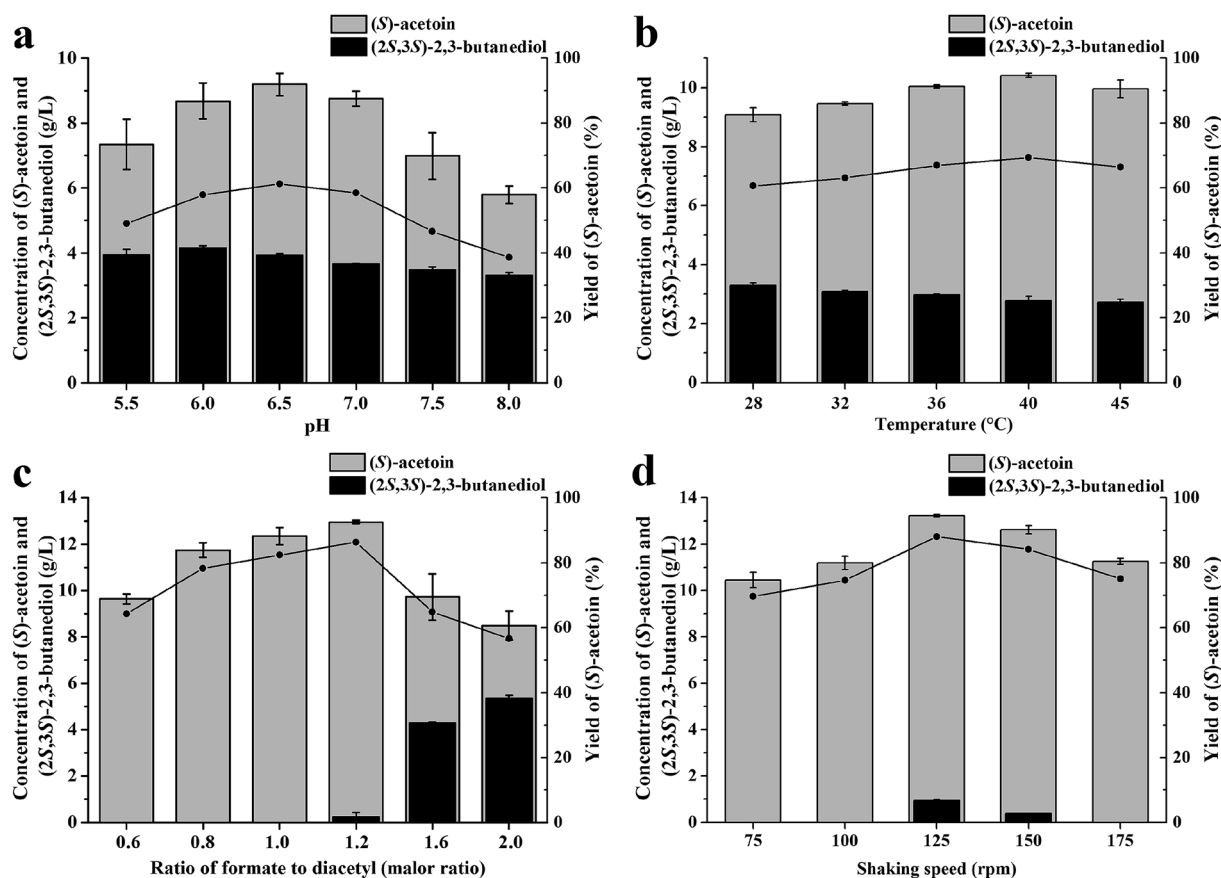 a
(S)-acetoin
(2S,3S)-2,3-butanediol
Concentration of (S)-acetoin and
(2S,3S)-2,3-butanediol (g/L)
10
8
6
4
2
0
100
80
60
40
20
0
Yield of (S)-acetoin (%)
5.5 6.0 6.5 7.0 7.5 8.0
pH
b
(S)-acetoin
(2S,3S)-2,3-butanediol
Concentration of (S)-acetoin and
(2S,3S)-2,3-butanediol (g/L)
10
8
6
4
2
0
100
80
60
40
20
0
Yield of (S)-acetoin (%)
28 32 36 40 45
Temperature (°C)
c
(S)-acetoin
(2S,3S)-2,3-butanediol
Concentration of (S)-acetoin and
(2S,3S)-2,3-butanediol (g/L)
14
12
10
8
6
4
2
0
100
80
60
40
20
0
Yield of (S)-acetoin (%)
0.6 0.8 1.0 1.2 1.6 2.0
Ratio of formate to diacetyl (malor ratio)
d
(S)-acetoin
(2S,3S)-2,3-butanediol
Concentration of (S)-acetoin and
(2S,3S)-2,3-butanediol (g/L)
14
12
10
8
6
4
2
0
100
80
60
40
20
0
Yield of (S)-acetoin (%)
75 100 125 150 175
Shaking speed (rpm)